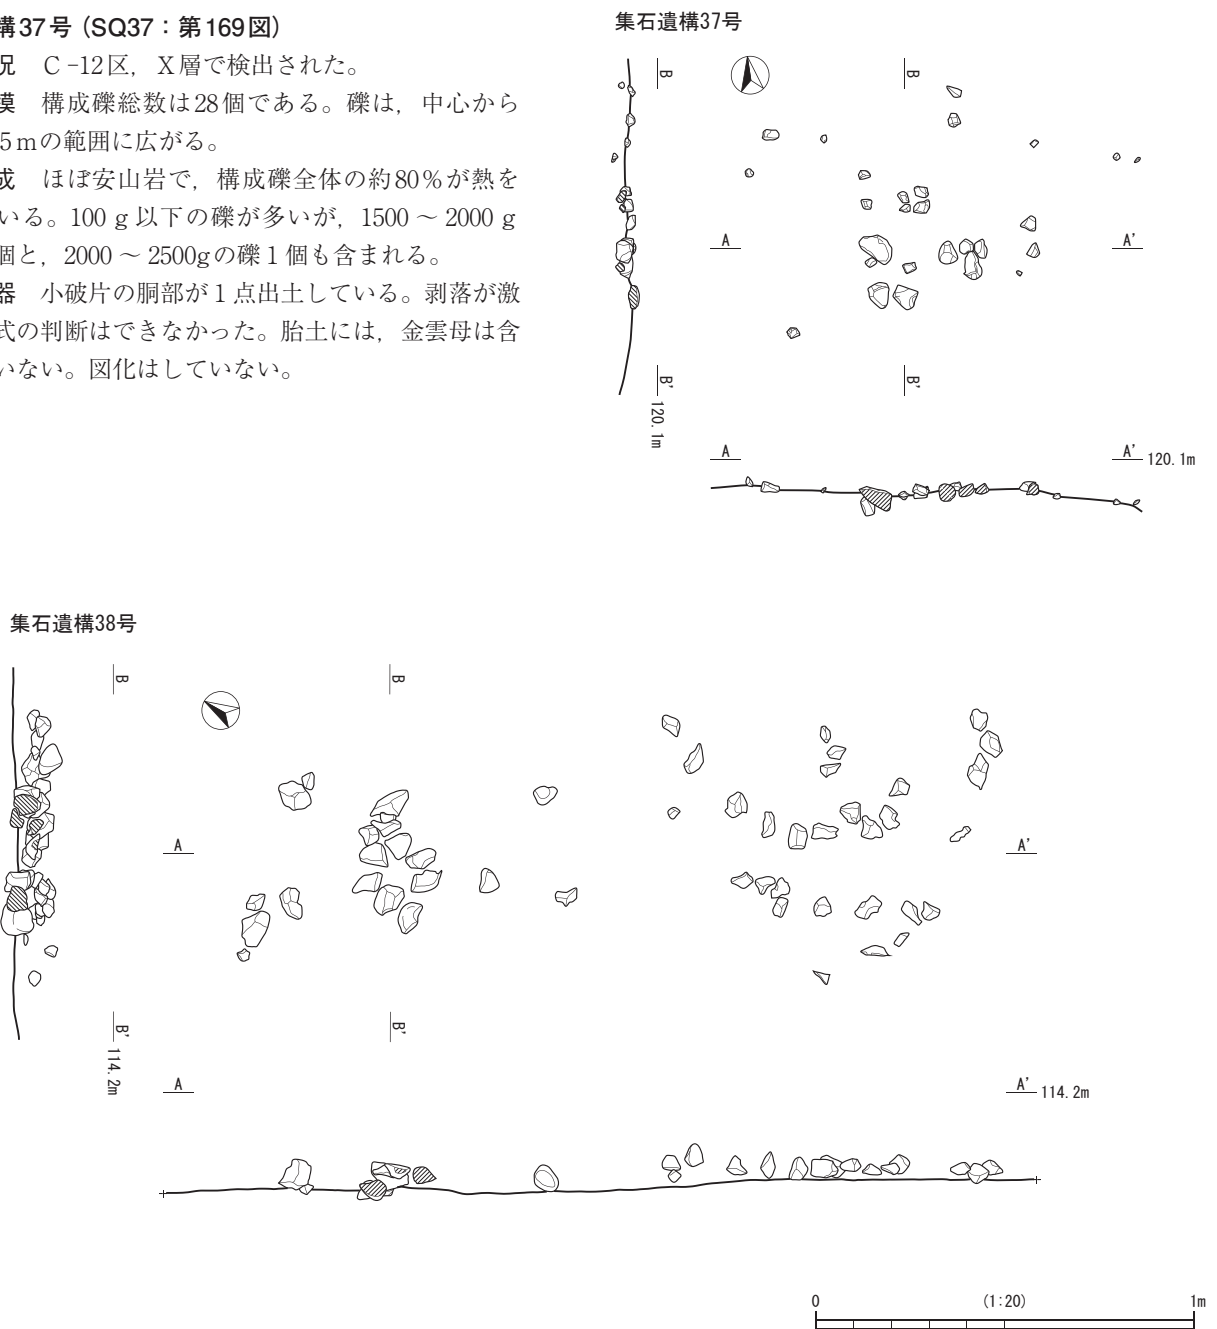 構37号（SQ37：第169図）
況　Ｃ-12区，Ⅹ層で検出された。
模　構成礫総数は28個である。礫は，中心から
5ｍの範囲に広がる。
成　ほぼ安山岩で，構成礫全体の約80％が熱を
いる。100ｇ以下の礫が多いが，1500～2000ｇ
個と，2000～2500gの礫１個も含まれる。
器　小破片の胴部が１点出土している。剥落が激
式の判断はできなかった。胎土には，金雲母は含
いない。図化はしていない。
集石遺構37号
B
B
A
A'
B'
B'
120.1m
A
A'
120.1m
集石遺構38号
B
B
A
A'
B'
B'
114.2m
A
A'
114.2m
0
(1:20)
1m